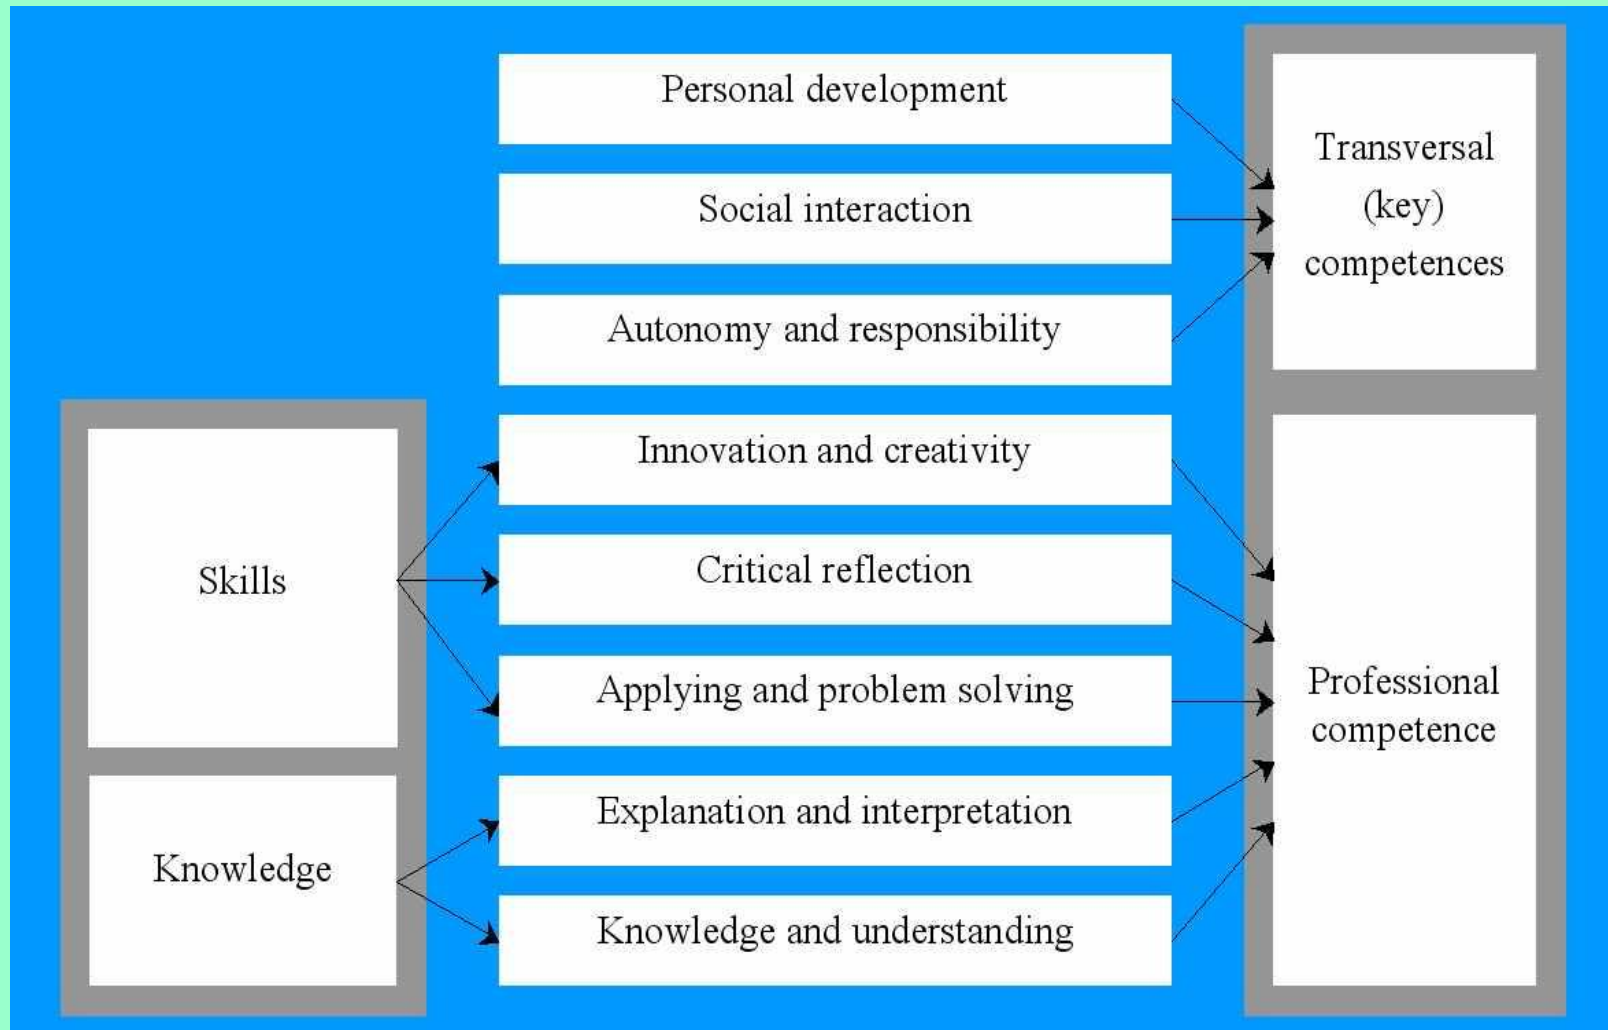 Personal development
Social interaction
Autonomy and responsibility
Transversal
(key)
competences
Skills
Knowledge
Innovation and creativity
Critical reflection
Applying and problem solving
Explanation and interpretation
Knowledge and understanding
Professional
competence